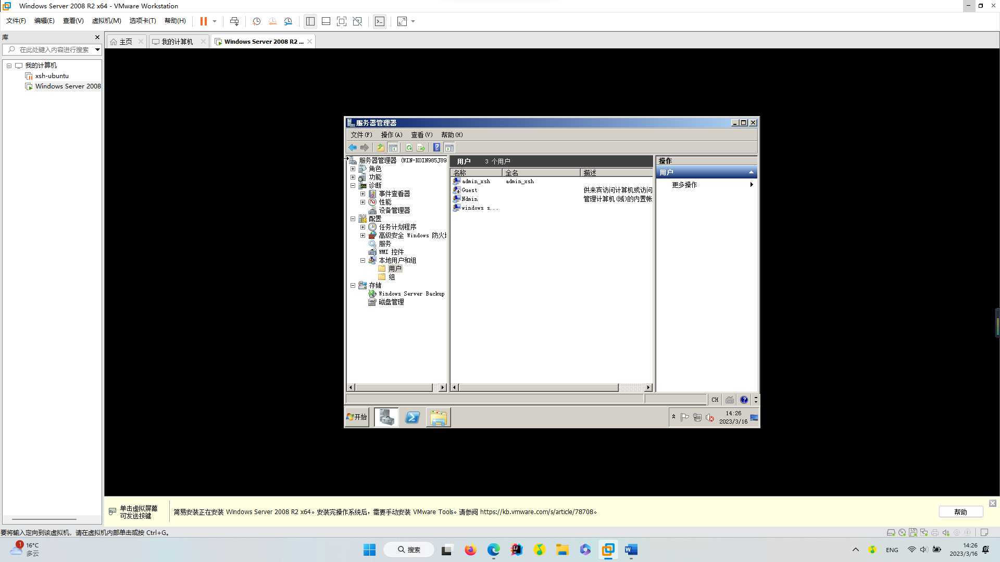 Windows Server 2008 R2 x64 - VMware Workstation
文件(F) 编辑(E) 查看(V) 虚拟机(M) 选项卡(T) 帮助(H)
库
在此处键入内容进行搜索
我的计算机
xsh-ubuntu
Windows Server 2008
主页 我的计算机 Windows Server 2008 R2 ...
服务器管理器
文件(F) 操作(A) 查看(V) 帮助(H)
服务器管理器 (WIN-KOIN985J89
角色
功能
诊断
事件查看器
性能
设备管理器
配置
任务计划程序
高级安全 Windows 防火
服务
WMI 控件
本地用户和组
用户
组
存储
Windows Server Backup
磁盘管理
用户 3 个用户
名称 全名 描述
admin_xsh admin_xsh
Guest 供来宾访问计算机或访问
Ndmin 管理计算机(域)的内置帐
windows s...
操作
用户
更多操作
CH
开始
14:26
2023/3/16
单击虚拟屏幕
可发送按键
简易安装正在安装 Windows Server 2008 R2 x64。安装完操作系统后，需要手动安装 VMware Tools。请参阅 https://kb.vmware.com/s/article/78708。
帮助
要将输入定向到该虚拟机，请在虚拟机内部单击或按 Ctrl+G。
1
16°C
多云
搜索
ENG
14:26
2023/3/16